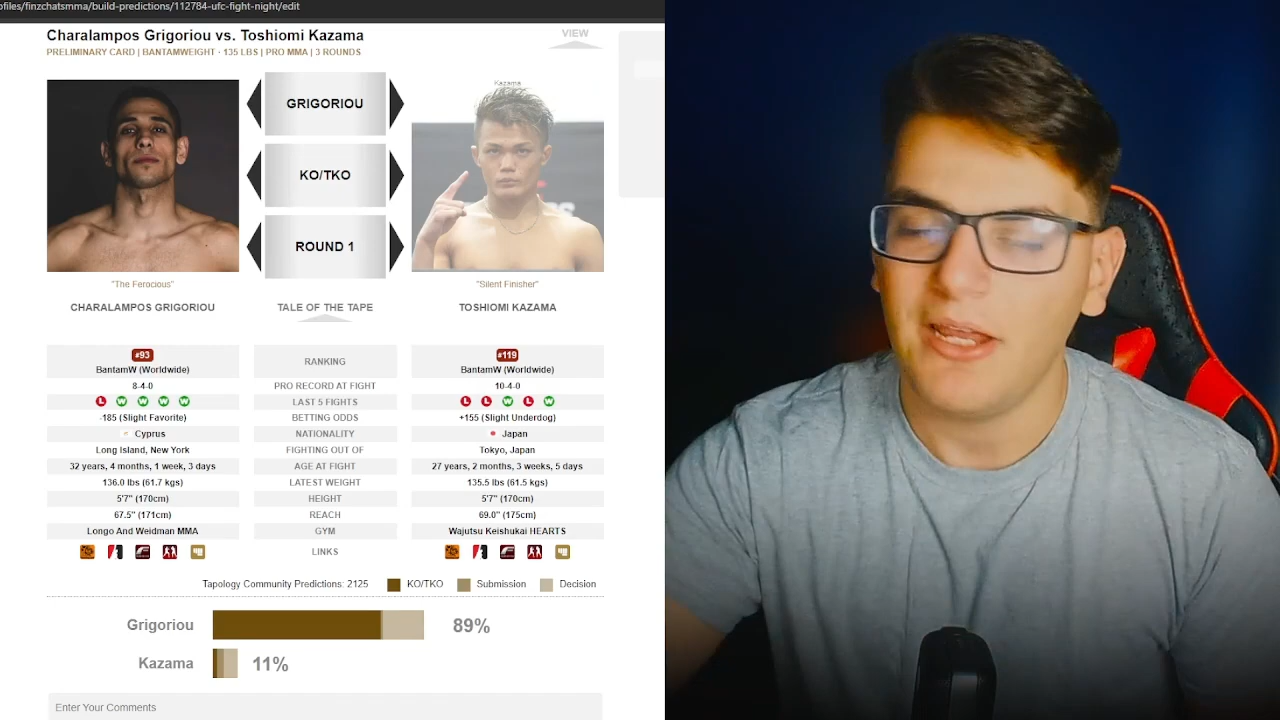 ofiles/finzchatsmma/build-predictions/112784-ufc-fight-night/edit
Charalampos Grigoriou vs. Toshiomi Kazama
VIEW
PRELIMINARY CARD | BANTAMWEIGHT · 135 LBS | PRO MMA | 3 ROUNDS
Kazama
GRIGORIOU
KO/TKO
ROUND 1
"The Ferocious"
"Silent Finisher"
CHARALAMPOS GRIGORIOU
TALE OF THE TAPE
TOSHIOMI KAZAMA
#93
BantamW (Worldwide)
RANKING
#119
BantamW (Worldwide)
8-4-0
PRO RECORD AT FIGHT
10-4-0
L W W W W
LAST 5 FIGHTS
L L W L W
-185 (Slight Favorite)
BETTING ODDS
+155 (Slight Underdog)
Cyprus
NATIONALITY
Japan
Long Island, New York
FIGHTING OUT OF
Tokyo, Japan
32 years, 4 months, 1 week, 3 days
AGE AT FIGHT
27 years, 2 months, 3 weeks, 5 days
136.0 lbs (61.7 kgs)
LATEST WEIGHT
135.5 lbs (61.5 kgs)
5'7" (170cm)
HEIGHT
5'7" (170cm)
67.5" (171cm)
REACH
69.0" (175cm)
Longo And Weidman MMA
GYM
Wajutsu Keishukai HEARTS
LINKS
Tapology Community Predictions: 2125
KO/TKO
Submission
Decision
Grigoriou
89%
Kazama
11%
Enter Your Comments